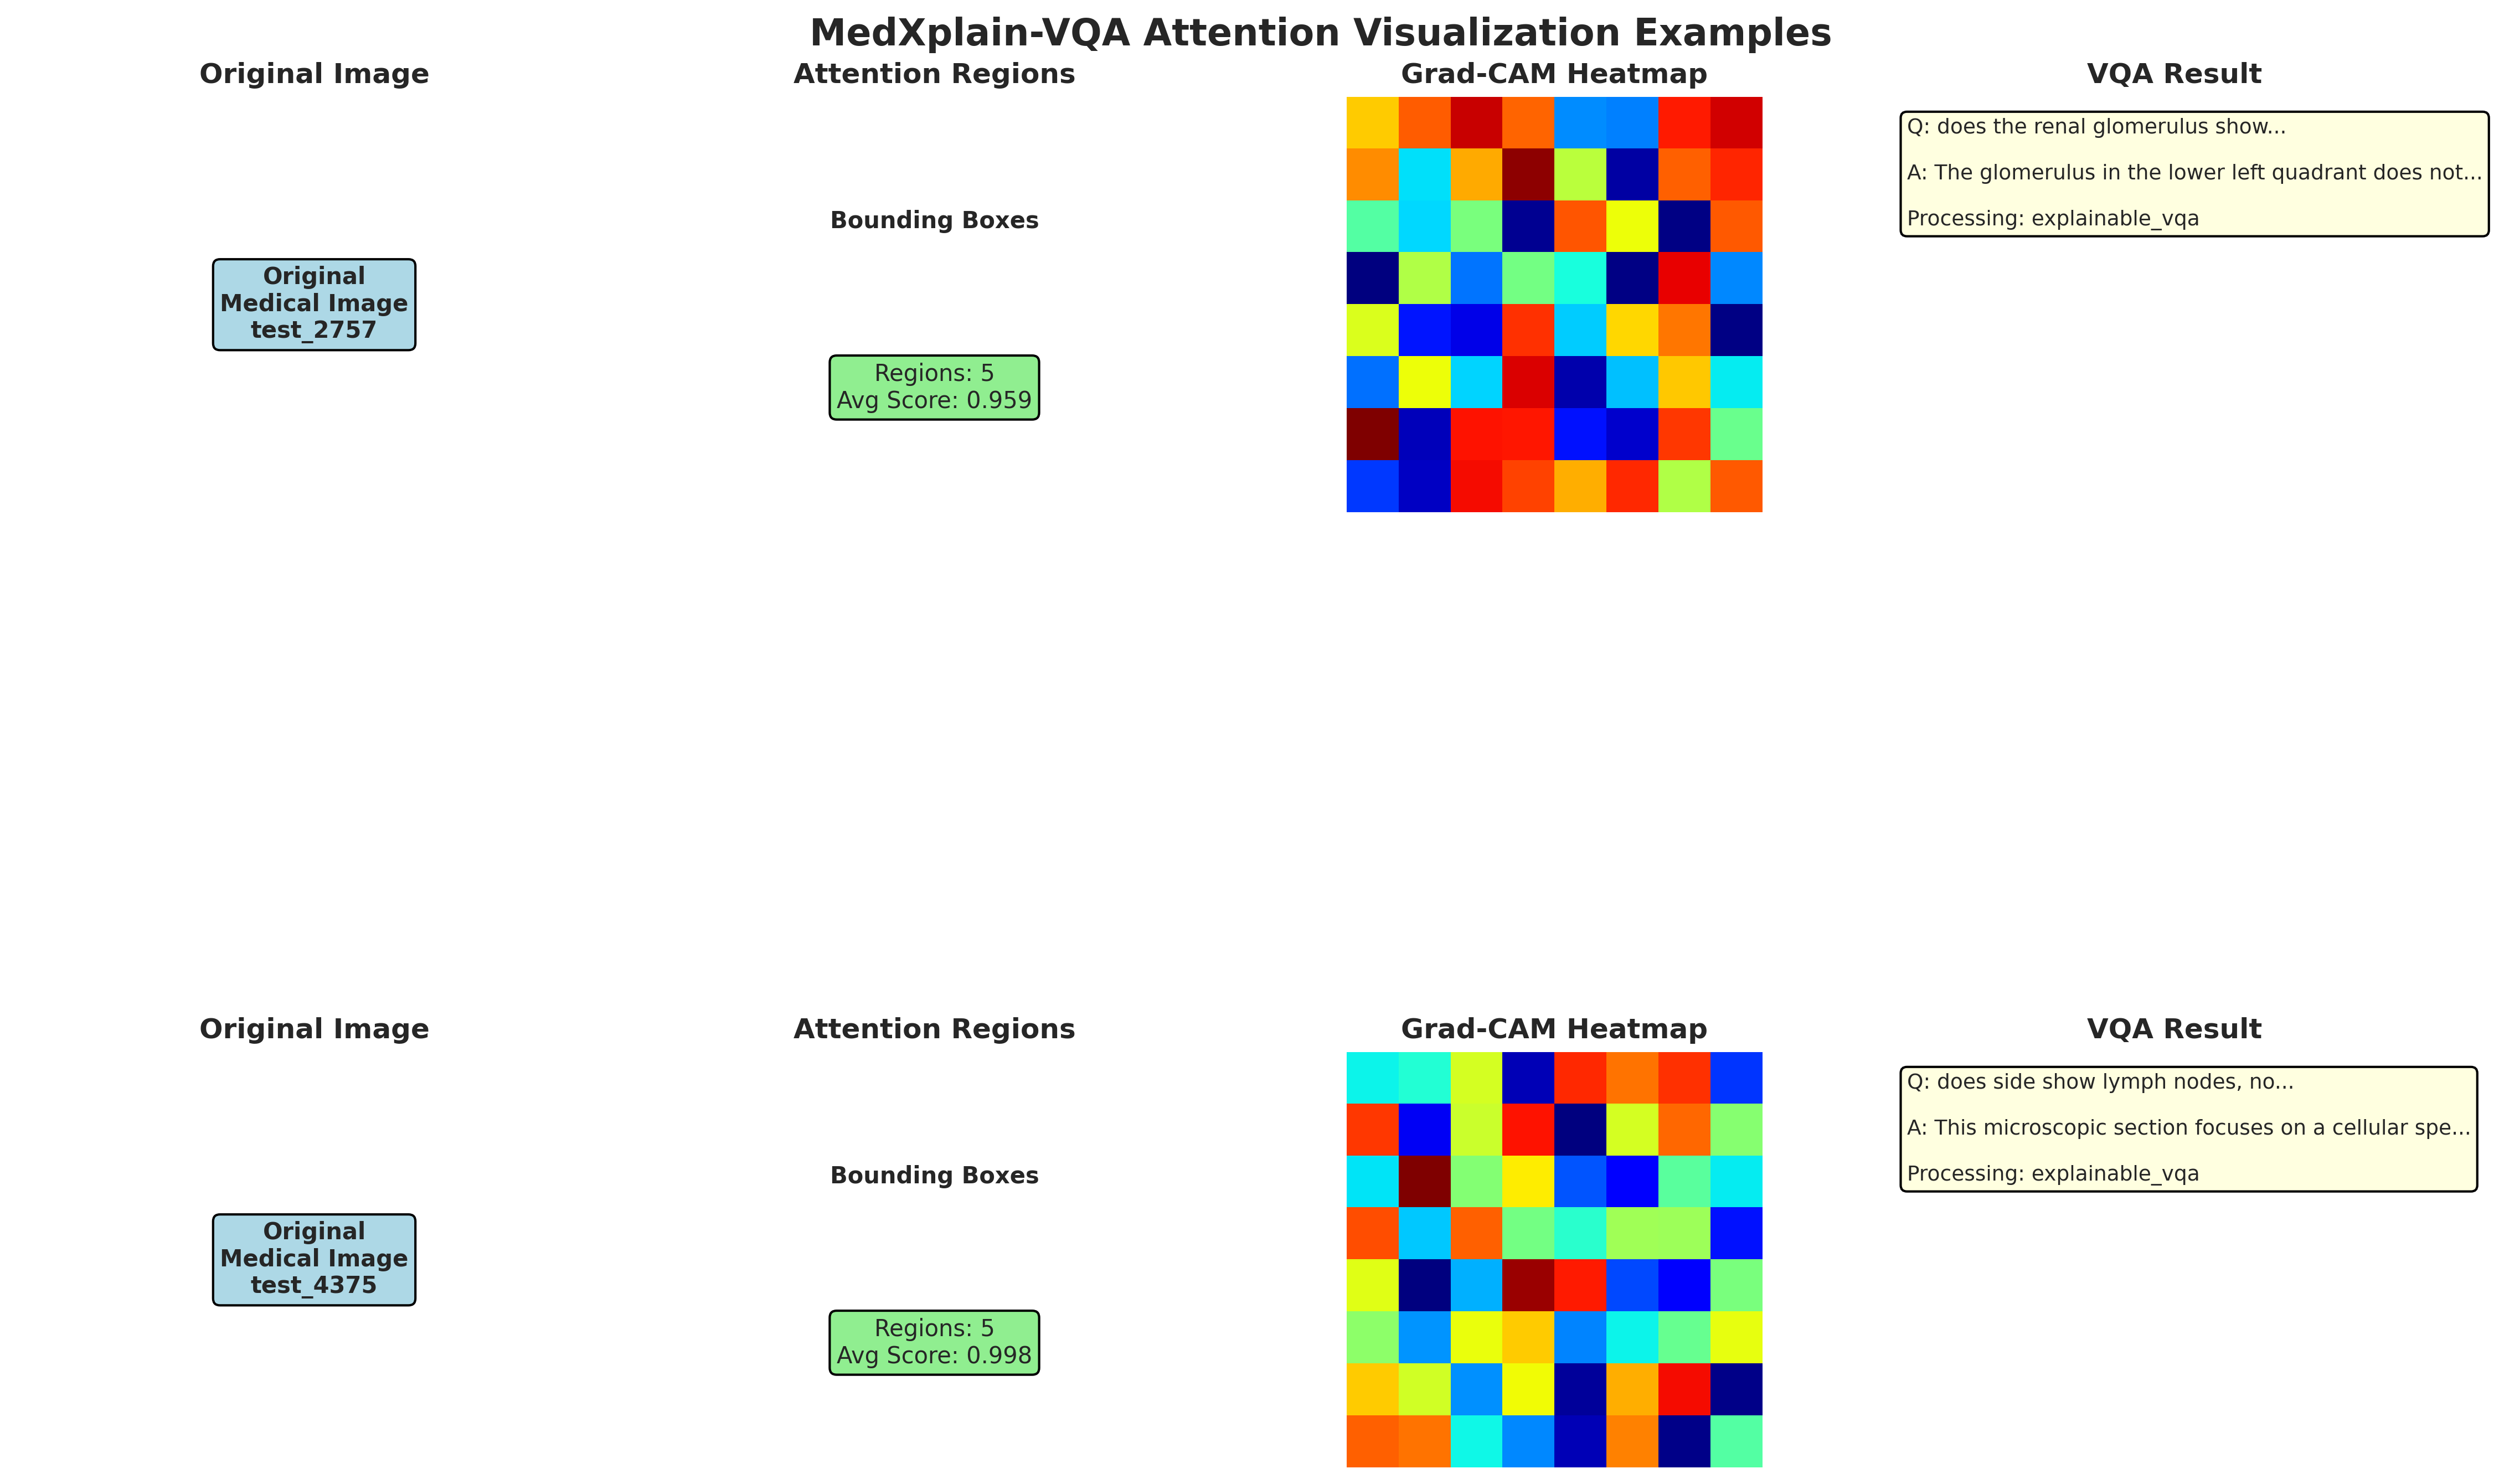 MedXplain-VQA Attention Visualization Examples
Original Image
Attention Regions
Grad-CAM Heatmap
VQA Result
Original
Medical Image
test_2757
Bounding Boxes
Regions: 5
Avg Score: 0.959
Q: does the renal glomerulus show...
A: The glomerulus in the lower left quadrant does not...
Processing: explainable_vqa
Original Image
Attention Regions
Grad-CAM Heatmap
VQA Result
Original
Medical Image
test_4375
Bounding Boxes
Regions: 5
Avg Score: 0.998
Q: does side show lymph nodes, no...
A: This microscopic section focuses on a cellular spe...
Processing: explainable_vqa